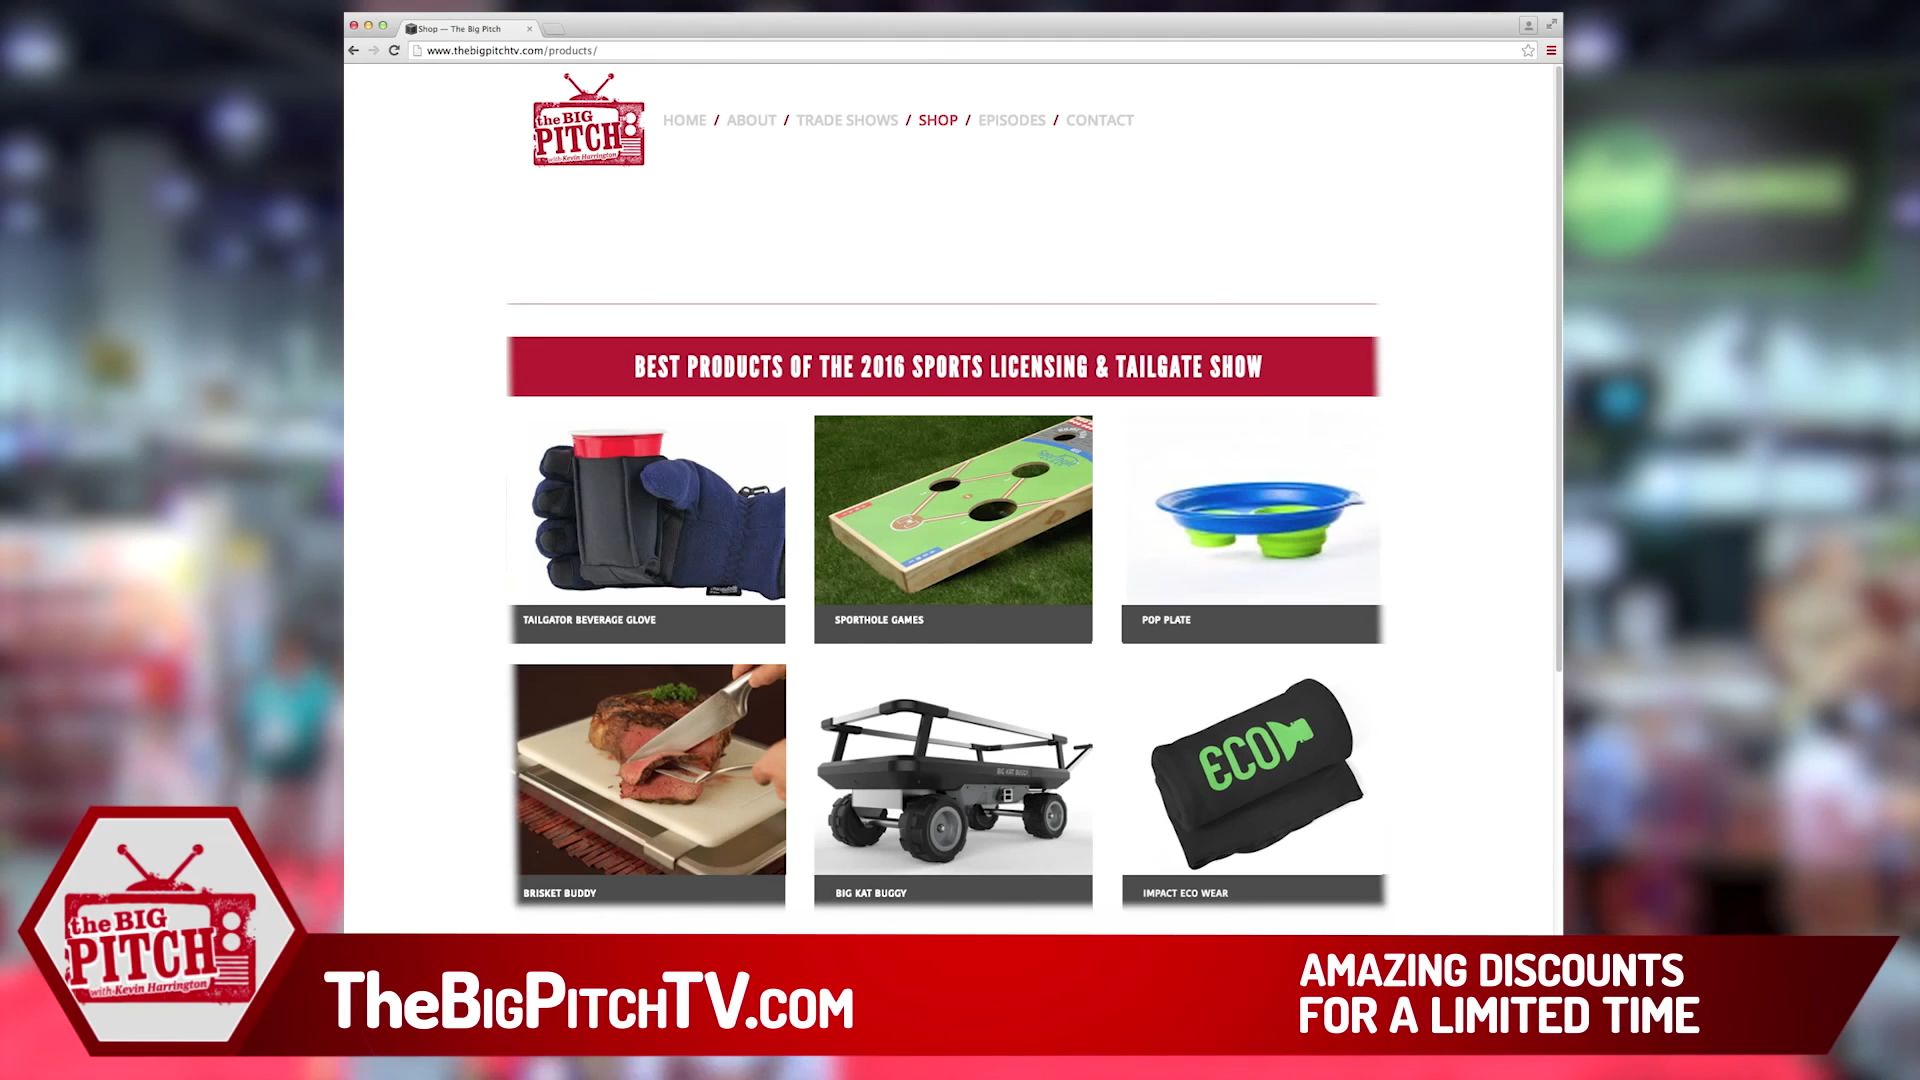 Shop — The Big Pitch
www.thebigpitchtv.com/products/
the BIG
PITCH
with Kevin Harrington
HOME / ABOUT / TRADE SHOWS / SHOP / EPISODES / CONTACT
BEST PRODUCTS OF THE 2016 SPORTS LICENSING & TAILGATE SHOW
TAILGATOR BEVERAGE GLOVE
SPORTHOLE GAMES
POP PLATE
BIG KAT BUGGY
ECO
BRISKET BUDDY
BIG KAT BUGGY
IMPACT ECO WEAR
the BIG
PITCH
with Kevin Harrington
THEBIGPITCHTV.COM
AMAZING DISCOUNTS
FOR A LIMITED TIME